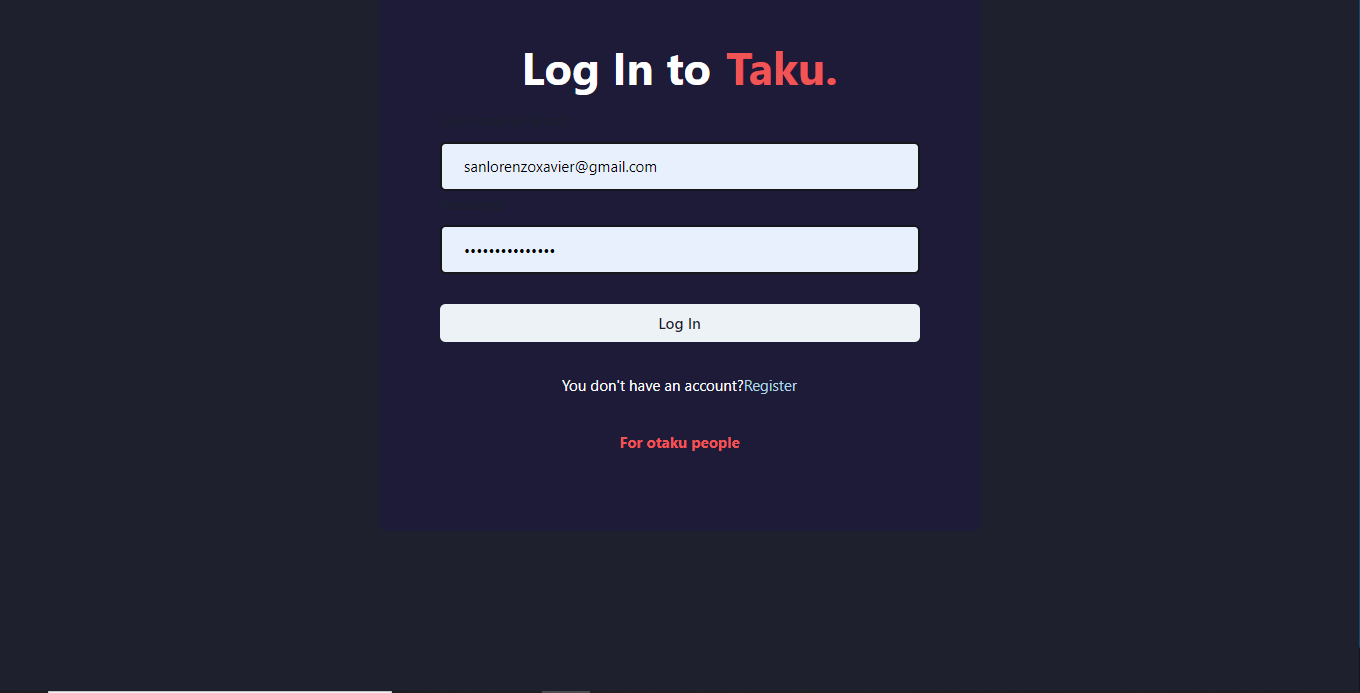 Log In to Taku.
sanlorenzoxavier@gmail.com
•••••••••••••••
Log In
You don't have an account?Register
For otaku people